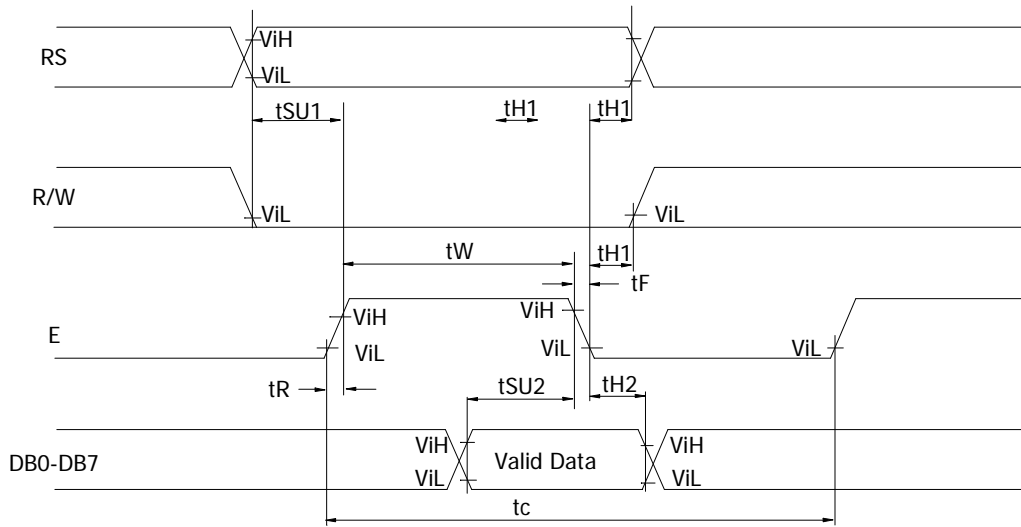 ViH
RS
ViL
tSU1 tH1 tH1
R/W
ViL ViL
tW tH1
tF
ViH ViH
E
ViL ViL ViL
tR tSU2 tH2
ViH ViH
DB0-DB7 Valid Data
ViL ViL
tc